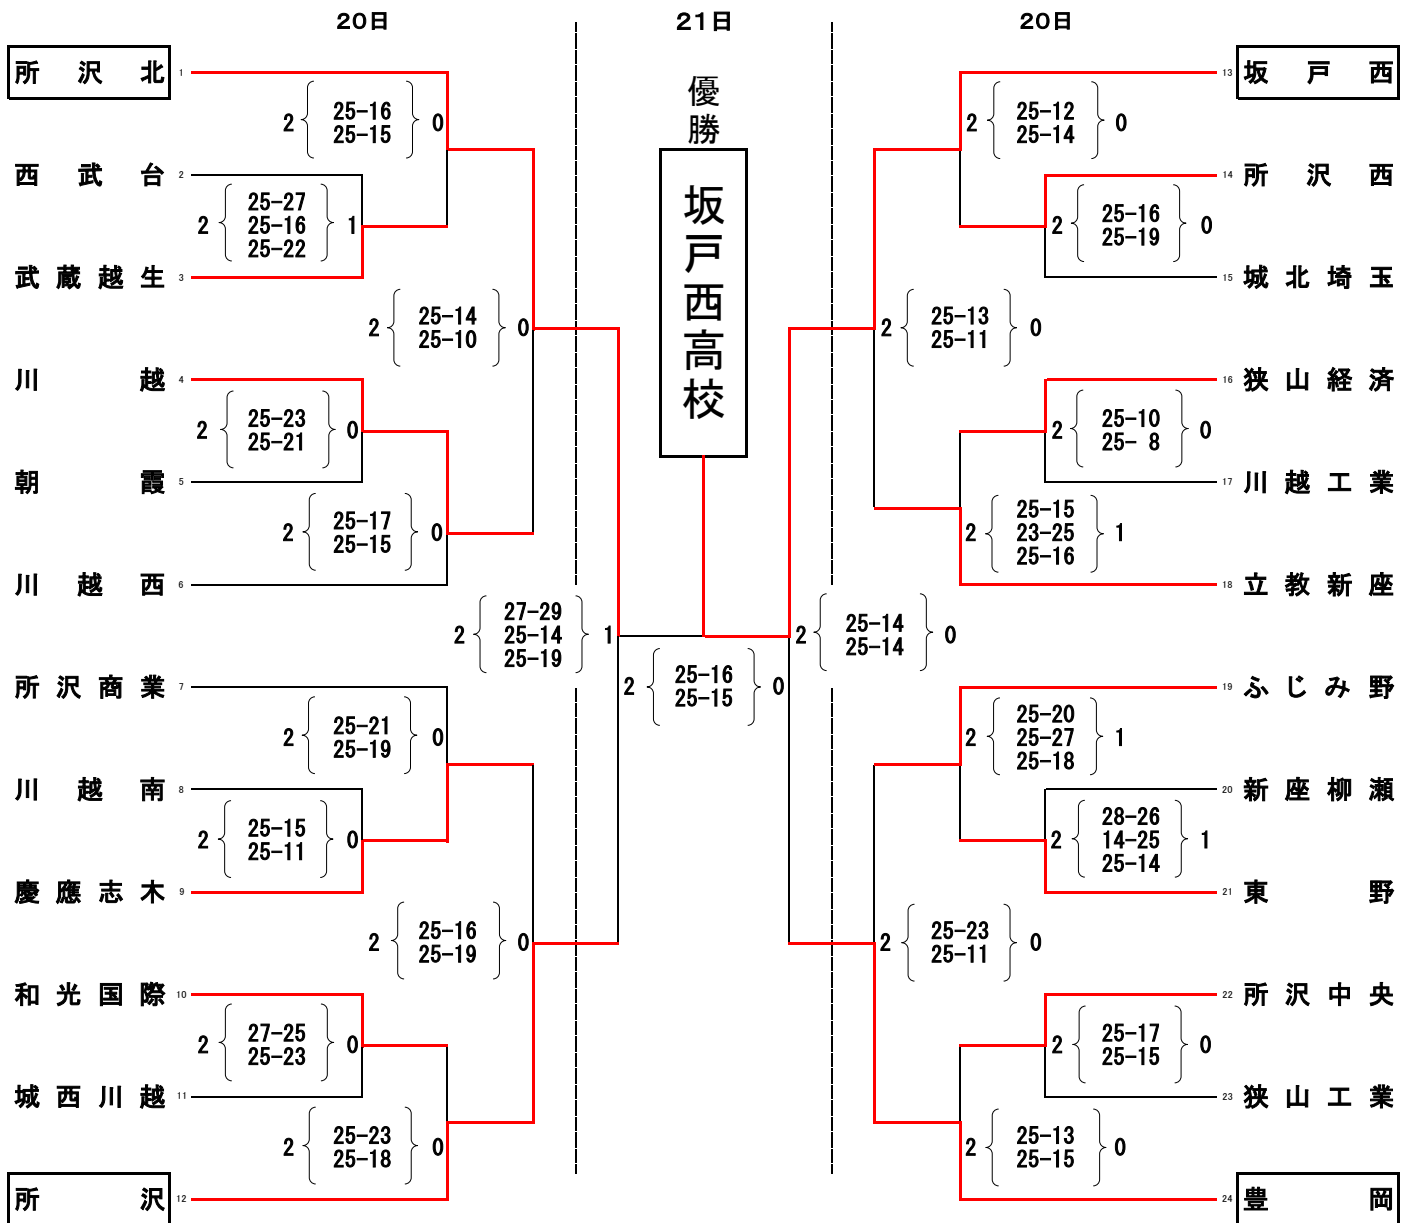 20日 21日 20日
優勝
坂戸西高校
所沢北 1
2 25-16 0
25-15
西武台 2
2 25-27 1
25-16
25-22
武蔵越生 3
2 25-14 0
25-10
川越 4
2 25-23 0
25-21
朝霞 5
2 25-17 0
25-15
川越西 6
2 27-29 1
25-14
25-19
所沢商業 7
2 25-21 0
25-19
川越南 8
2 25-15 0
25-11
慶應志木 9
2 25-16 0
25-19
和光国際 10
2 27-25 0
25-23
城西川越 11
2 25-23 0
25-18
所沢 12
2 25-16 0
25-15
13 坂戸西
2 25-12 0
25-14
14 所沢西
2 25-16 0
25-19
15 城北埼玉
2 25-13 0
25-11
16 狭山経済
2 25-10 0
25- 8
17 川越工業
2 25-15 1
23-25
25-16
18 立教新座
2 25-14 0
25-14
19 ふじみ野
2 25-20 1
25-27
25-18
20 新座柳瀬
2 28-26 1
14-25
25-14
21 東野
2 25-23 0
25-11
22 所沢中央
2 25-17 0
25-15
23 狭山工業
2 25-13 0
25-15
24 豊岡